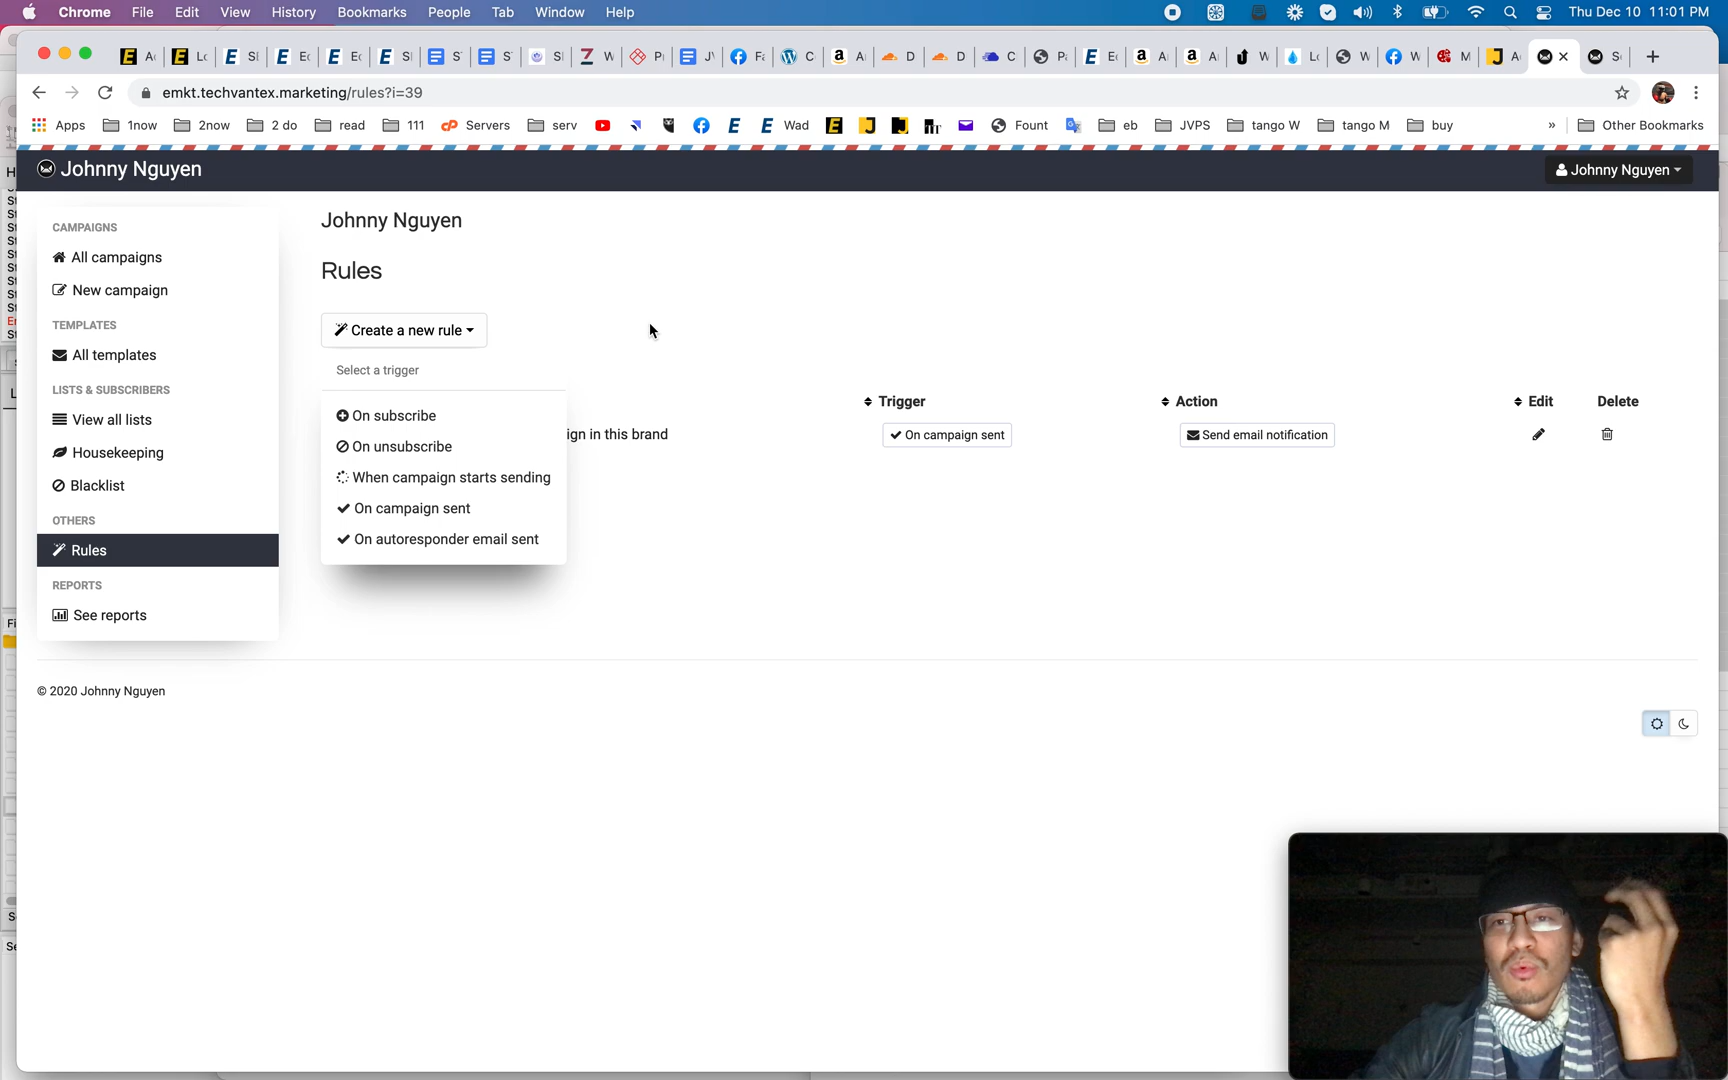 Chrome File Edit View History Bookmarks People Tab Window Help Thu Dec 10 11:01 PM
emkt.techvantex.marketing/rules?i=39
Apps 1now 2now 2 do read 111 Servers serv Wad Fount eb JVPS tango W tango M buy » Other Bookmarks
Johnny Nguyen Johnny Nguyen
CAMPAIGNS
All campaigns
New campaign
TEMPLATES
All templates
LISTS & SUBSCRIBERS
View all lists
Housekeeping
Blacklist
OTHERS
Rules
REPORTS
See reports
Johnny Nguyen
Rules
Create a new rule
Select a trigger
On subscribe
On unsubscribe
When campaign starts sending
On campaign sent
On autoresponder email sent
Trigger Action Edit Delete
ign in this brand On campaign sent Send email notification
© 2020 Johnny Nguyen